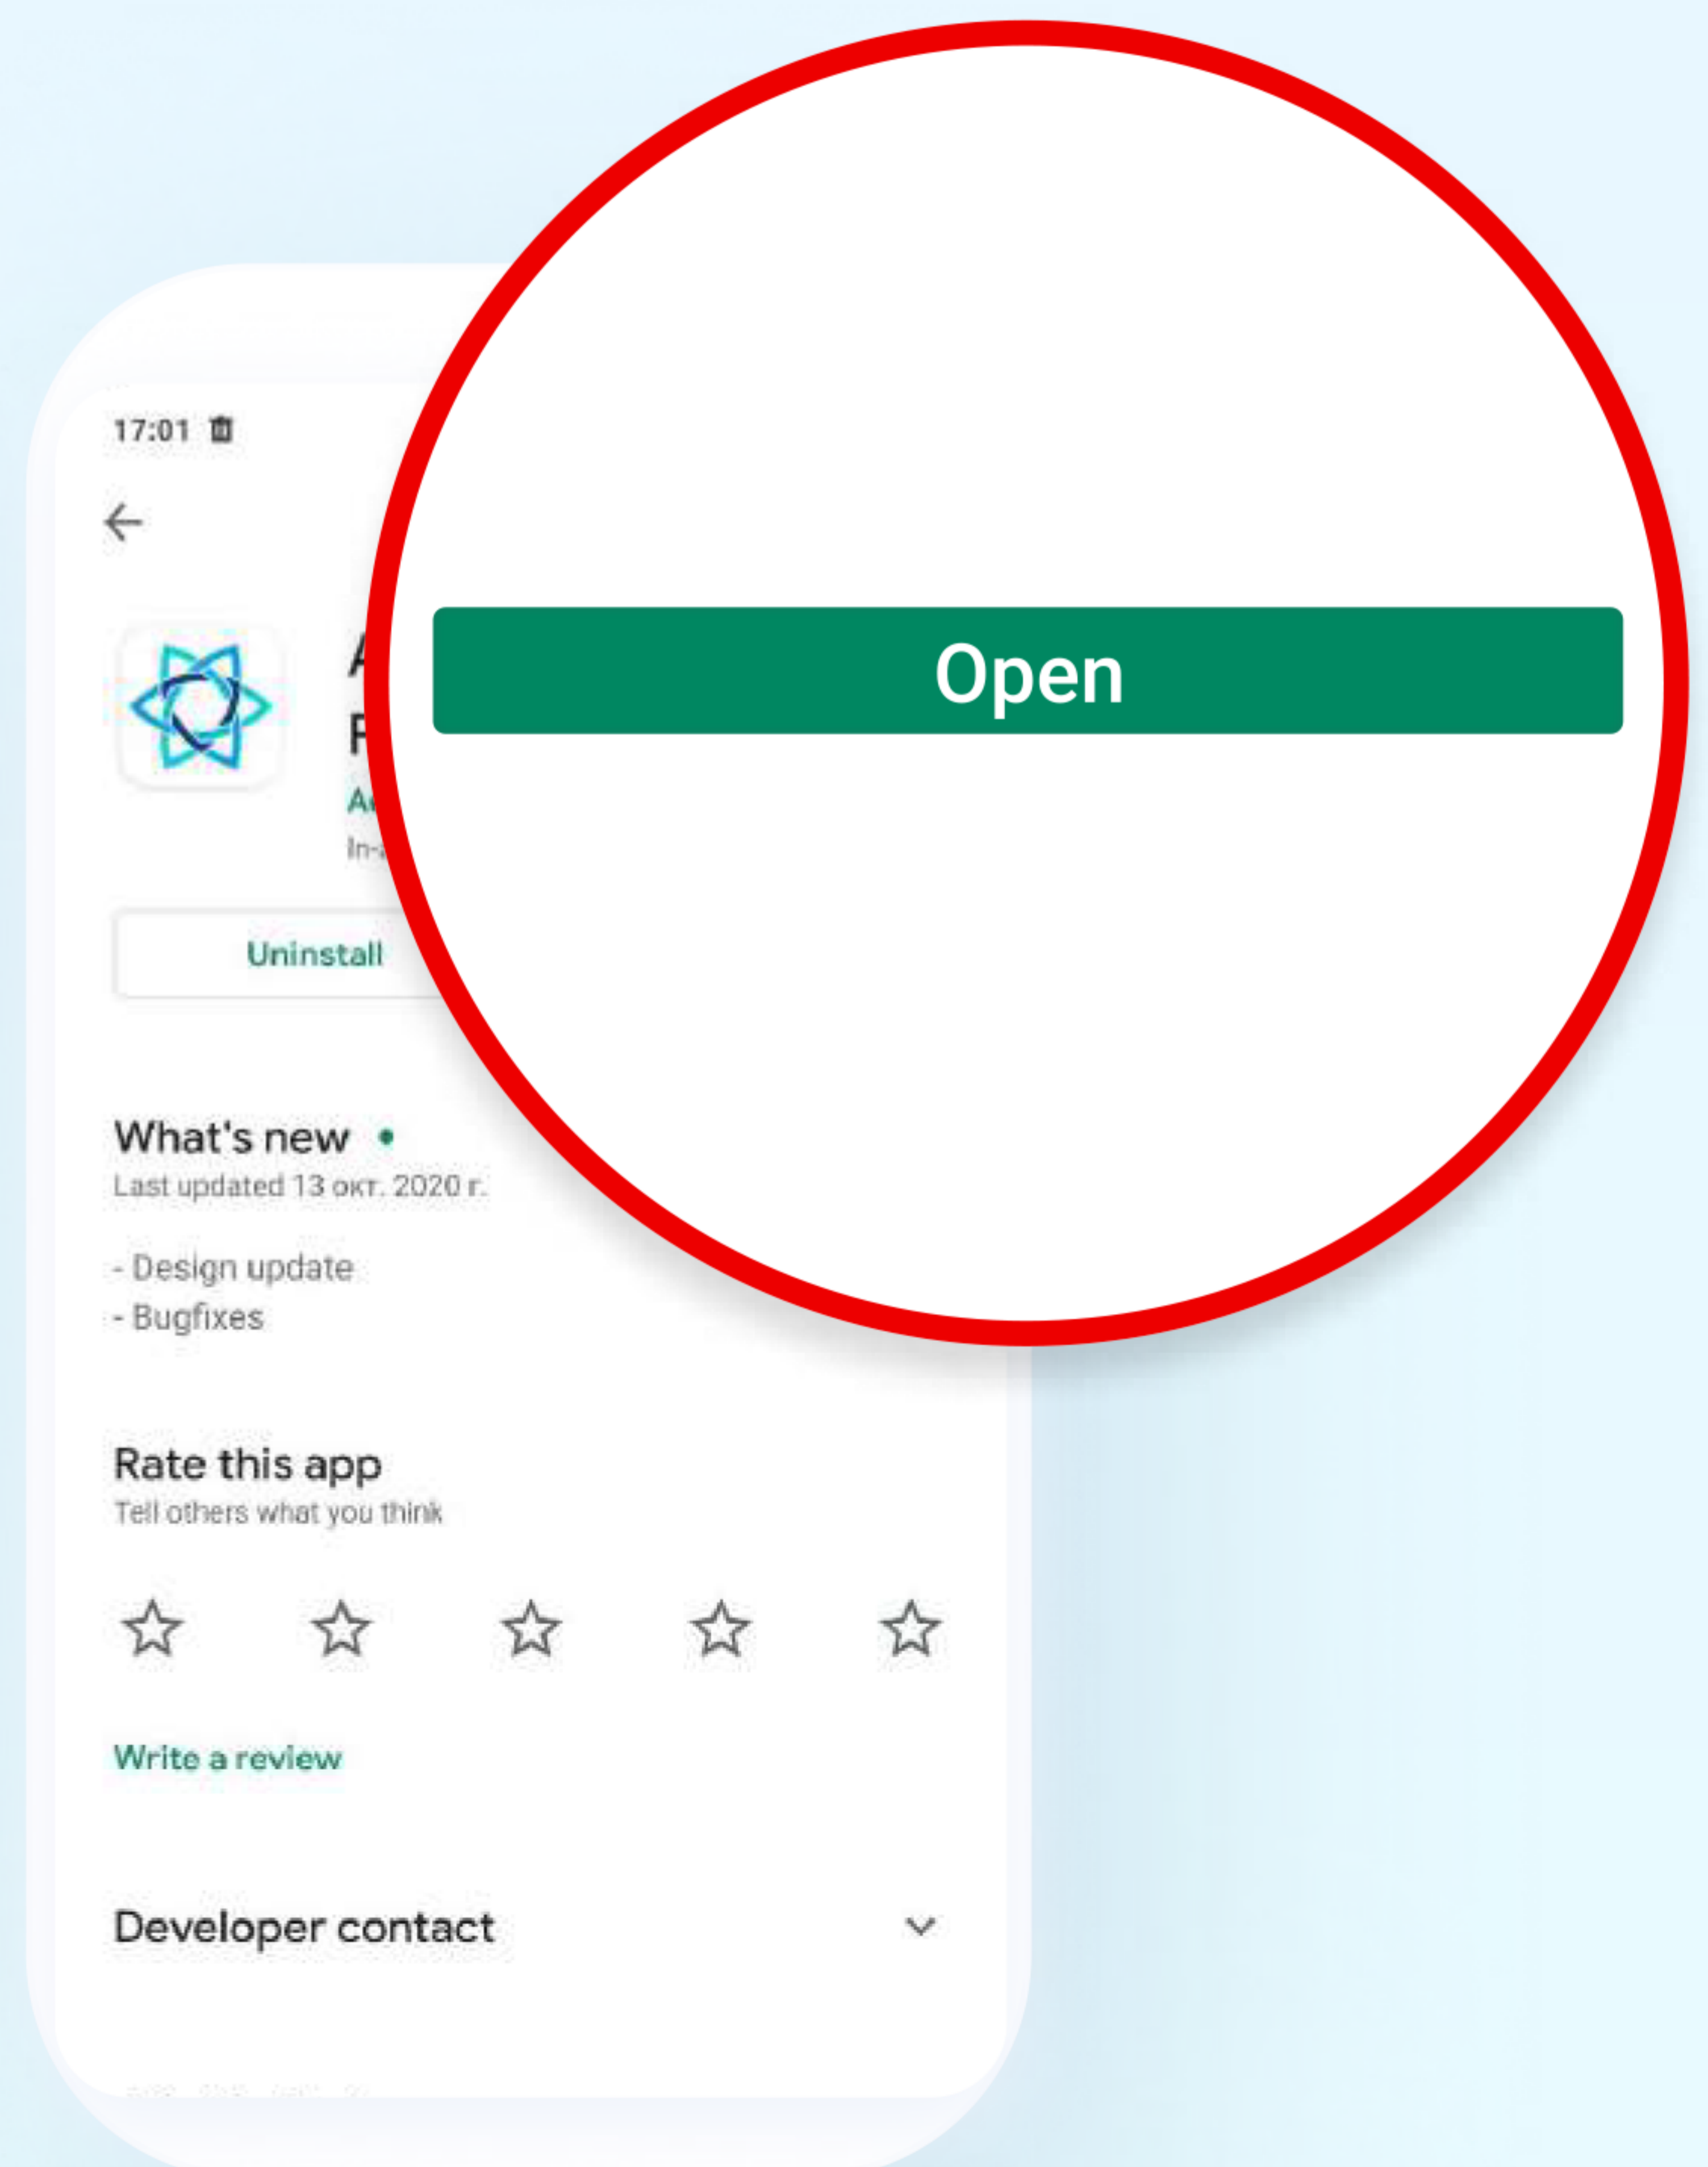 17:01
Open
Uninstall
What's new
Last updated 13 окт. 2020 г.
- Design update
- Bugfixes
Rate this app
Tell others what you think
Write a review
Developer contact